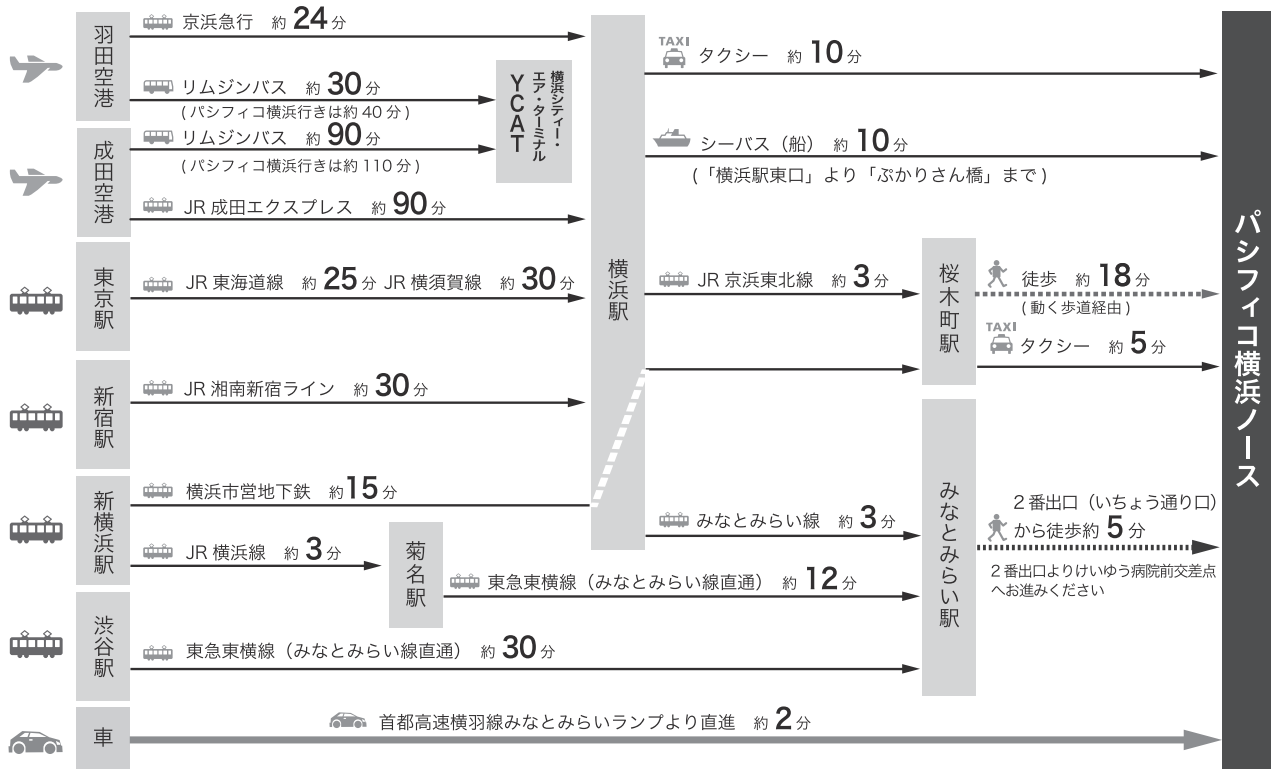 羽田空港
京浜急行 約24分
リムジンバス 約30分
(パシフィコ横浜行きは約40分)
成田空港
リムジンバス 約90分
(パシフィコ横浜行きは約110分)
JR成田エクスプレス 約90分
横浜シティー・
エア・ターミナル
YCAT
東京駅
JR東海道線 約25分 JR横須賀線 約30分
新宿駅
JR湘南新宿ライン 約30分
新横浜駅
横浜市営地下鉄 約15分
JR横浜線 約3分
菊名駅
東急東横線(みなとみらい線直通) 約12分
渋谷駅
東急東横線(みなとみらい線直通) 約30分
車
首都高速横羽線みなとみらいランプより直進 約2分
横浜駅
TAXI
タクシー 約10分
シーバス(船) 約10分
(「横浜駅東口」より「ぷかりさん橋」まで)
JR京浜東北線 約3分
桜木町駅
徒歩 約18分
(動く歩道経由)
TAXI
タクシー 約5分
みなとみらい線 約3分
みなとみらい駅
2番出口(いちょう通り口)
から徒歩約5分
2番出口よりけいゆう病院前交差点
へお進みください
パシフィコ横浜ノース